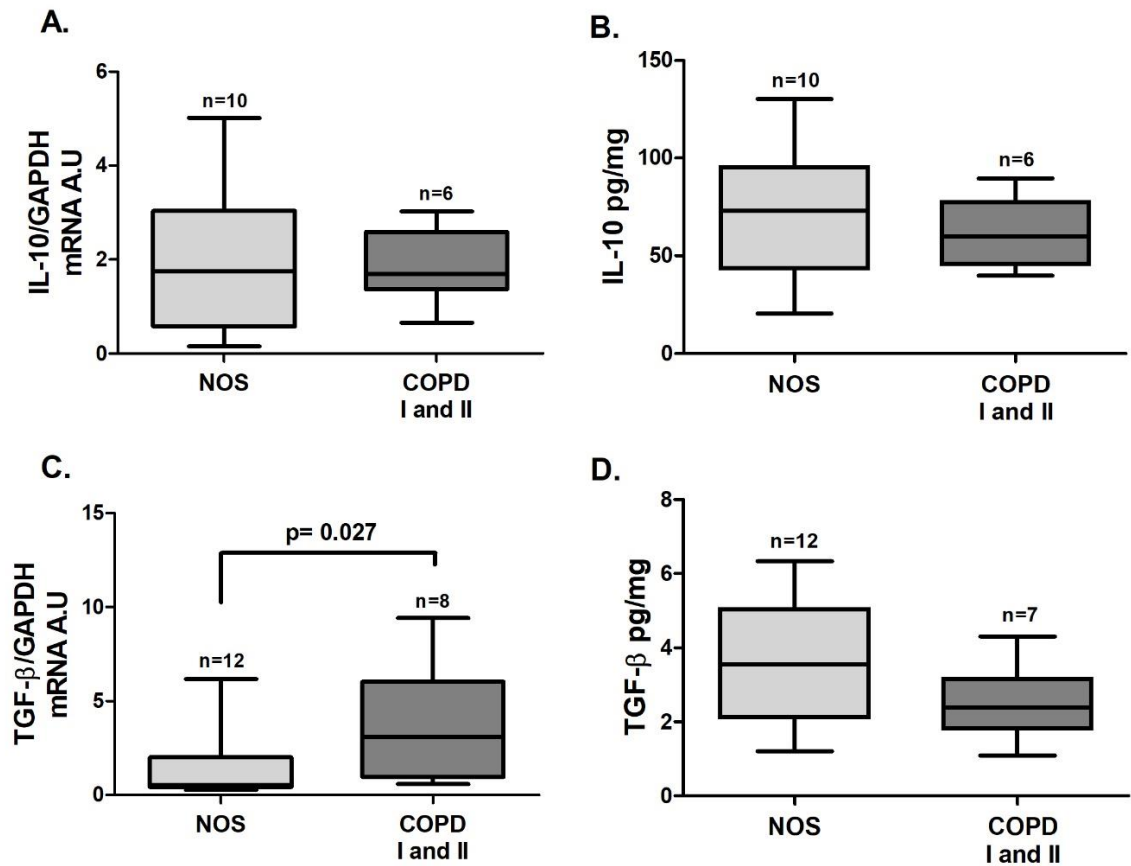 A.
IL-10/GAPDH
mRNA A.U
6
4
2
0
n=10
n=6
NOS
COPD
I and II
B.
IL-10 pg/mg
150
100
50
0
n=10
n=6
NOS
COPD
I and II
C.
TGF-β/GAPDH
mRNA A.U
15
10
5
0
p= 0.027
n=12
n=8
NOS
COPD
I and II
D.
TGF-β pg/mg
8
6
4
2
0
n=12
n=7
NOS
COPD
I and II